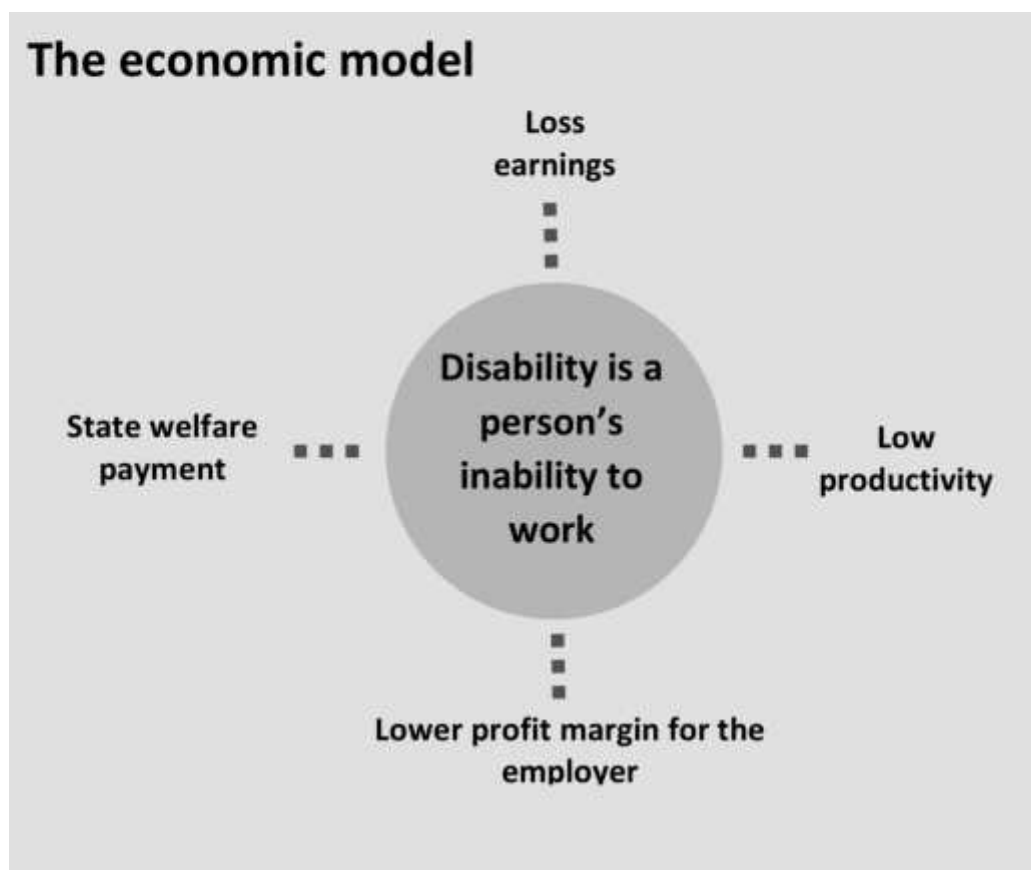 The economic model
Loss
earnings
State welfare
payment
Disability is a
person's
inability to
work
Low
productivity
Lower profit margin for the
employer